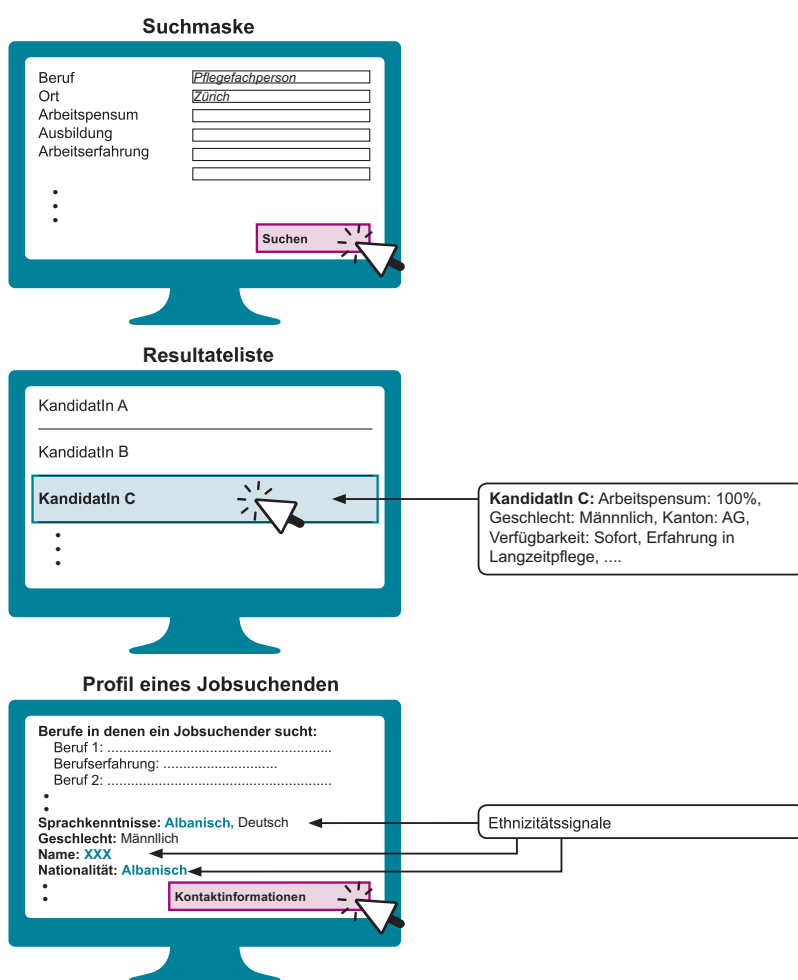 Suchmaske
Beruf Pflegefachperson
Ort Zürich
Arbeitspensum
Ausbildung
Arbeitserfahrung
Suchen
Resultateliste
KandidatIn A
KandidatIn B
KandidatIn C
KandidatIn C: Arbeitspensum: 100%,
Geschlecht: Männnlich, Kanton: AG,
Verfügbarkeit: Sofort, Erfahrung in
Langzeitpflege, ....
Profil eines Jobsuchenden
Berufe in denen ein Jobsuchender sucht:
Beruf 1: ........................................................
Berufserfahrung: ............................
Beruf 2: ........................................................
Sprachkenntnisse: Albanisch, Deutsch
Ethnizitätssignale
Geschlecht: Männllich
Name: XXX
Nationalität: Albanisch
Kontaktinformationen